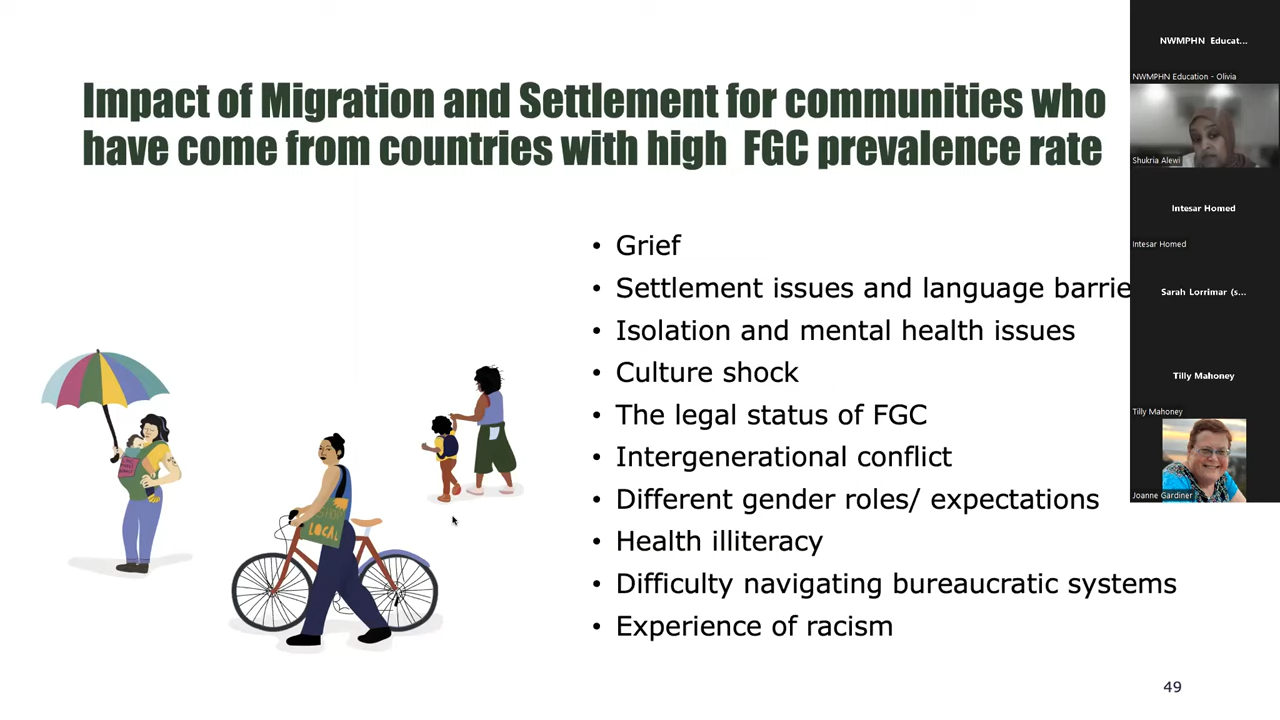 Impact of Migration and Settlement for communities who
have come from countries with high FGC prevalence rate
• Grief
• Settlement issues and language barrie
• Isolation and mental health issues
• Culture shock
• The legal status of FGC
• Intergenerational conflict
• Different gender roles/ expectations
• Health illiteracy
• Difficulty navigating bureaucratic systems
• Experience of racism
LOCAL
49
NWMPHN Educat...
NWMPHN Education - Olivia
Shukria Alewi
Intesar Homed
Intesar Homed
Sarah Lorrimar (s...
Tilly Mahoney
Tilly Mahoney
Joanne Gardiner